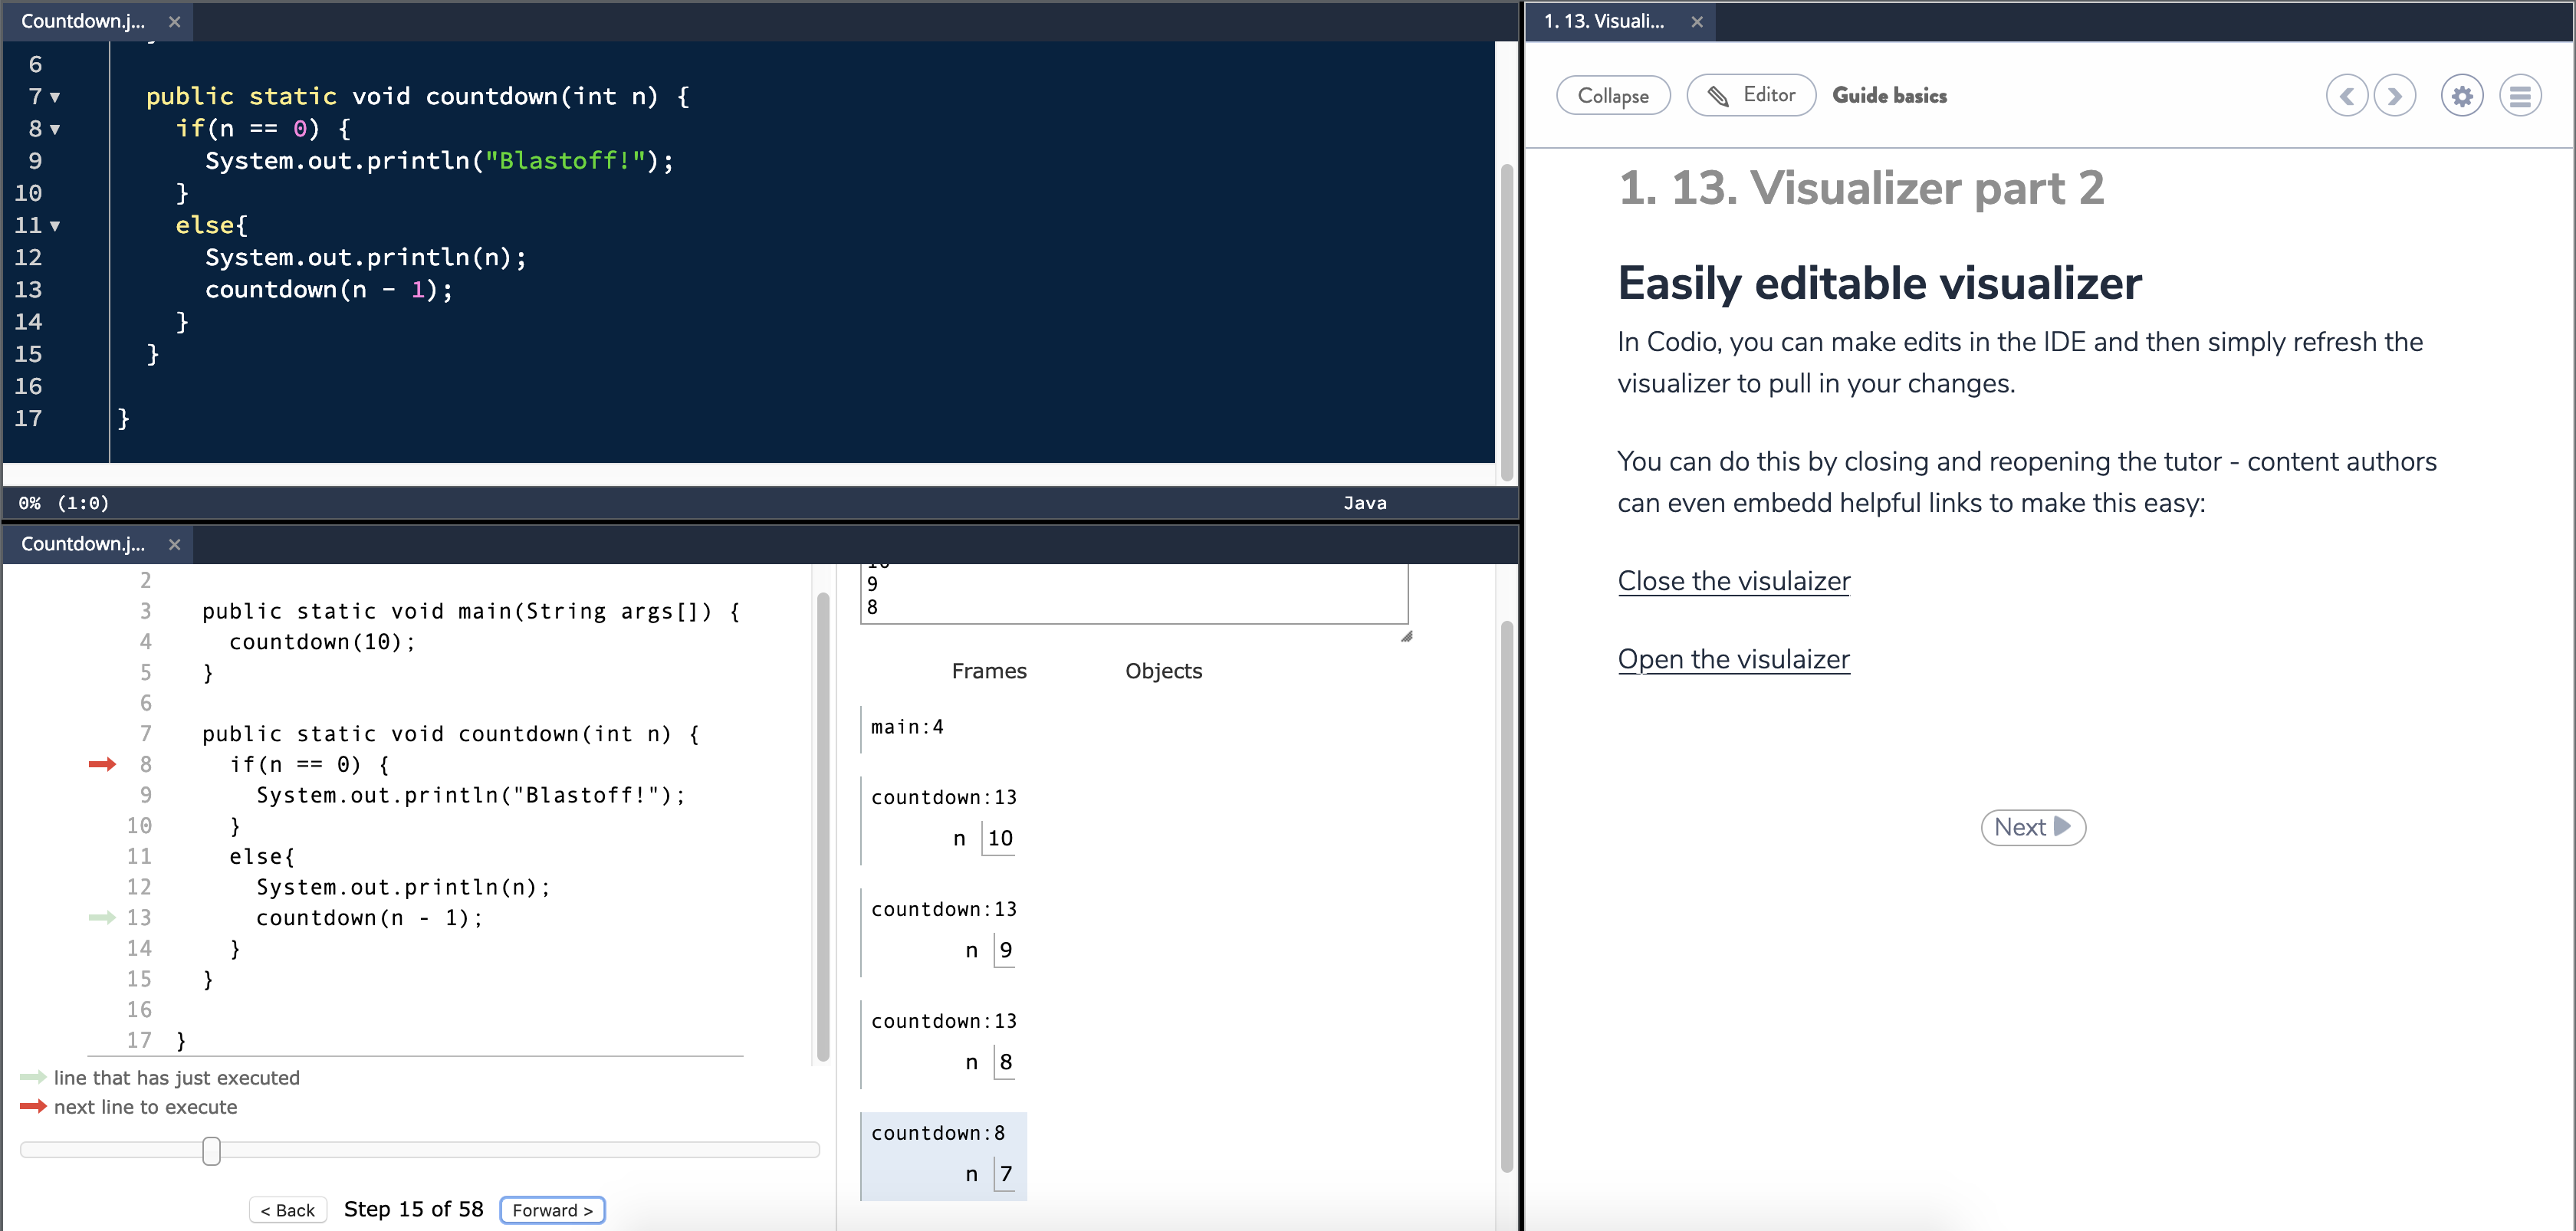 Countdown.j... ×
6
7 public static void countdown(int n) {
8 if(n == 0) {
9 System.out.println("Blastoff!");
10 }
11 else{
12 System.out.println(n);
13 countdown(n - 1);
14 }
15 }
16
17 }
0% (1:0) Java
Countdown.j... ×
2
3 public static void main(String args[]) {
4 countdown(10);
5 }
6
7 public static void countdown(int n) {
8 if(n == 0) {
9 System.out.println("Blastoff!");
10 }
11 else{
12 System.out.println(n);
13 countdown(n - 1);
14 }
15 }
16
17 }
line that has just executed
next line to execute
< Back Step 15 of 58 Forward >
9
8
Frames Objects
main:4
countdown:13
n 10
countdown:13
n 9
countdown:13
n 8
countdown:8
n 7
1. 13. Visuali... ×
Collapse Editor Guide basics
1. 13. Visualizer part 2
Easily editable visualizer
In Codio, you can make edits in the IDE and then simply refresh the
visualizer to pull in your changes.
You can do this by closing and reopening the tutor - content authors
can even embedd helpful links to make this easy:
Close the visulaizer
Open the visulaizer
Next